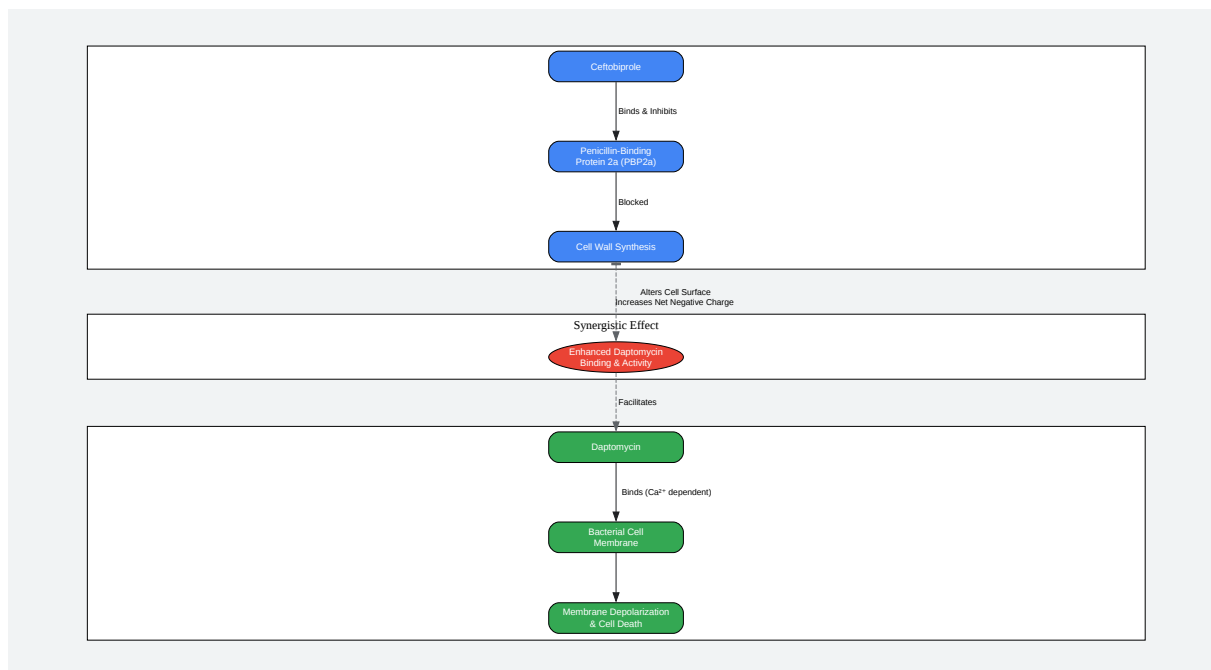 Ceftobiprole
Binds & Inhibits
Penicillin-Binding
Protein 2a (PBP2a)
Blocked
Cell Wall Synthesis
Alters Cell Surface
Increases Net Negative Charge
Synergistic Effect
Enhanced Daptomycin
Binding & Activity
Facilitates
Daptomycin
Binds (Ca²⁺ dependent)
Bacterial Cell
Membrane
Membrane Depolarization
& Cell Death